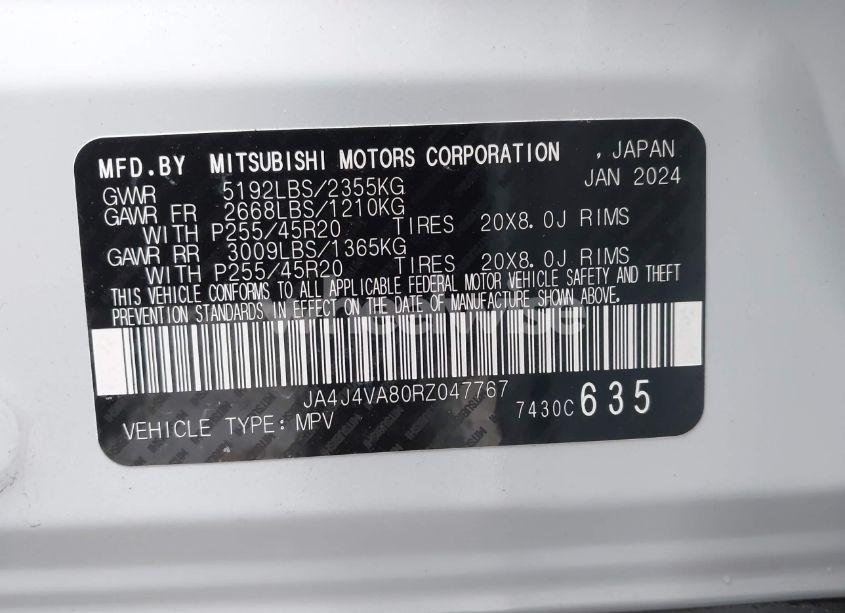 MFD.BY MITSUBISHI MOTORS CORPORATION , JAPAN
JAN 2024
GVWR 5192LBS/2355KG
GAWR FR 2668LBS/1210KG
WITH P255/45R20 TIRES 20X8.0J RIMS
GAWR RR 3009LBS/1365KG
WITH P255/45R20 TIRES 20X8.0J RIMS
THIS VEHICLE CONFORMS TO ALL APPLICABLE FEDERAL MOTOR VEHICLE SAFETY AND THEFT
PREVENTION STANDARDS IN EFFECT ON THE DATE OF MANUFACTURE SHOWN ABOVE.
JA4J4VA80RZ047767
VEHICLE TYPE: MPV 7430C 635